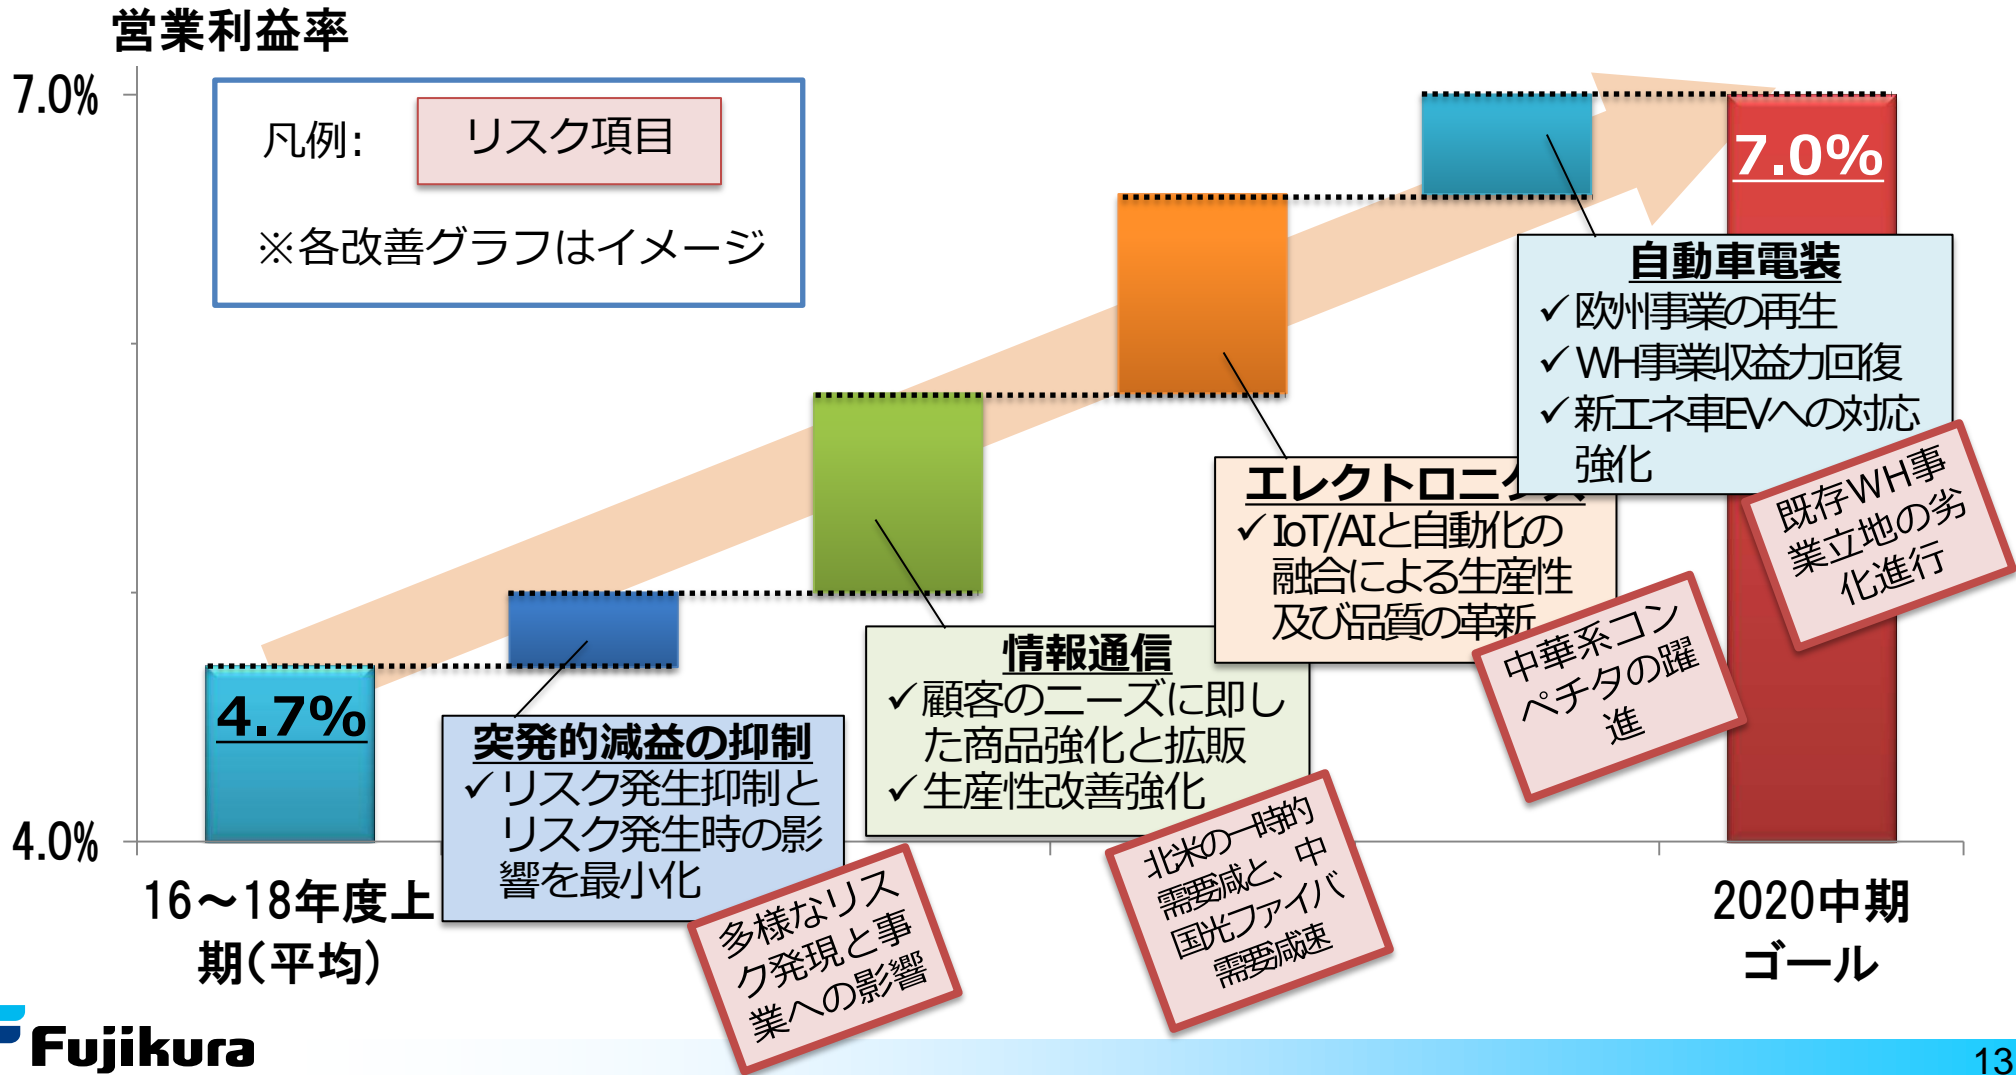 営業利益率
7.0%
4.0%
凡例:
リスク項目
※各改善グラフはイメージ
4.7%
16～18年度上
期(平均)
突発的減益の抑制
✓リスク発生抑制と
リスク発生時の影
響を最小化
多様なリス
ク発現と事
業への影響
情報通信
✓顧客のニーズに即し
た商品強化と拡販
✓生産性改善強化
北米の一時的
需要減と、中
国光ファイバ
需要減速
エレクトロニクス
✓IoT/AIと自動化の
融合による生産性
及び品質の革新
中華系コン
ペチタの躍
進
自動車電装
✓欧州事業の再生
✓WH事業収益力回復
✓新エネ車EVへの対応
強化
既存WH事
業立地の劣
化進行
7.0%
2020中期
ゴール
Fujikura
13